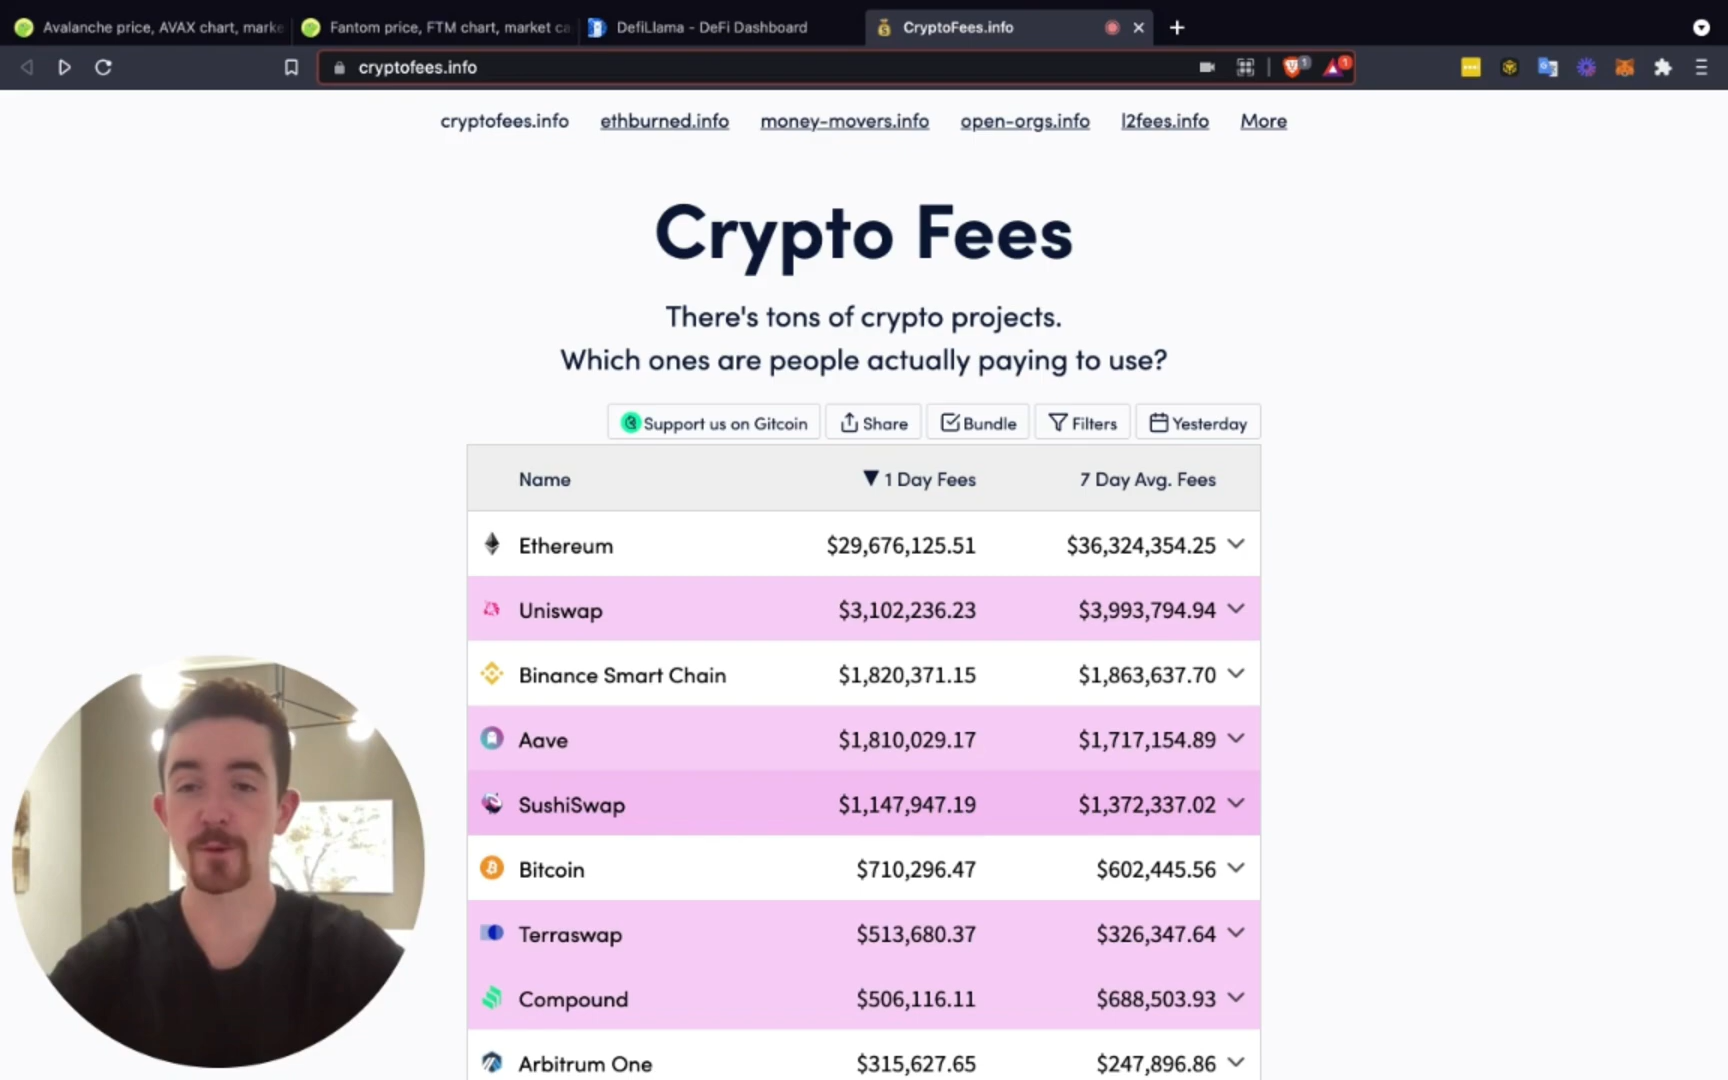 Avalanche price, AVAX chart, marke
Fantom price, FTM chart, market ca
DefiLlama - DeFi Dashboard
CryptoFees.info
cryptofees.info
1
1
cryptofees.info
ethburned.info
money-movers.info
open-orgs.info
l2fees.info
More
Crypto Fees
There's tons of crypto projects.
Which ones are people actually paying to use?
Support us on Gitcoin
Share
Bundle
Filters
Yesterday
Name ▼ 1 Day Fees 7 Day Avg. Fees
Ethereum $29,676,125.51 $36,324,354.25
Uniswap $3,102,236.23 $3,993,794.94
Binance Smart Chain $1,820,371.15 $1,863,637.70
Aave $1,810,029.17 $1,717,154.89
SushiSwap $1,147,947.19 $1,372,337.02
Bitcoin $710,296.47 $602,445.56
Terraswap $513,680.37 $326,347.64
Compound $506,116.11 $688,503.93
Arbitrum One $315,627.65 $247,896.86